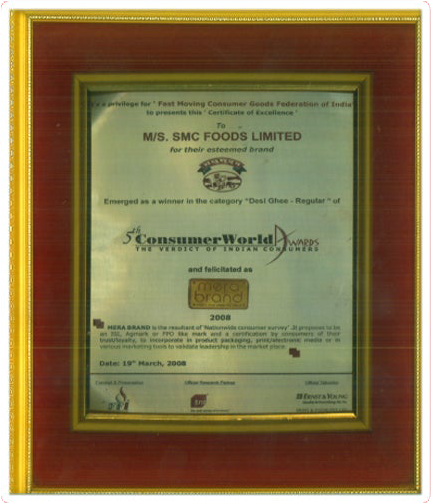 It's a privilege for ' Fast Moving Consumer Goods Federation of India'
to presents this ' Certificate of Excellence '
To
M/S. SMC FOODS LIMITED
for their esteemed brand
Emerged as a winner in the category "Desi Ghee - Regular " of
5th ConsumerWorld Awards
THE VERDICT OF INDIAN CONSUMERS
and felicitated as
mera
brand
2008
MERA BRAND is the resultant of 'Nationwide consumer survey' .It proposes to be
an ISI, Agmark or FPO like mark and a certification by consumers of their
trust/loyalty, to incorporate in product packaging, print/electronic media or in
various marketing tools to validate leadership in the market place.
Date: 19th March, 2008
Official Research Partner
ERNST & YOUNG